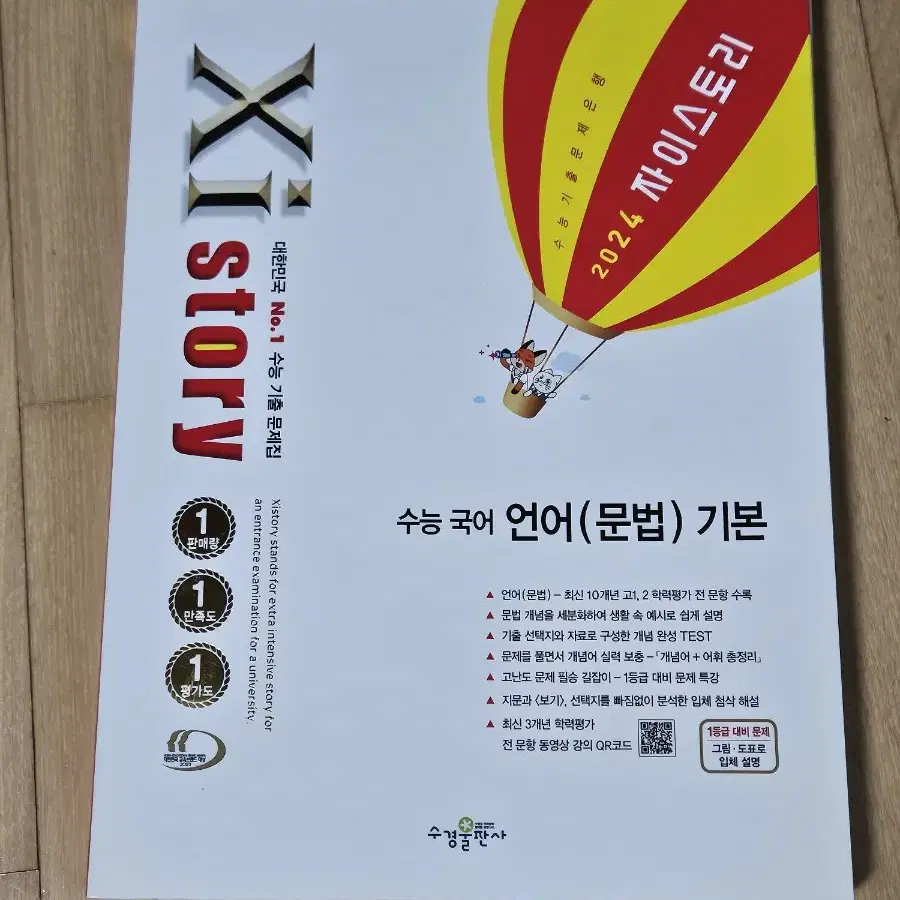 Xi
story
대한민국 No.1 수능 기출 문제집
Xistory stands for extra intensive story for
an entrance examination for a university.
수능기출문제은행
2024 자이스토리
1
판매량
1
만족도
1
평가도
수능 국어 언어(문법) 기본
▲ 언어(문법) – 최신 10개년 고1, 2 학력평가 전 문항 수록
▲ 문법 개념을 세분화하여 생활 속 예시로 쉽게 설명
▲ 기출 선택지와 자료로 구성한 개념 완성 TEST
▲ 문제를 풀면서 개념어 실력 보충 –「개념어 + 어휘 총정리」
▲ 고난도 문제 필승 길잡이 – 1등급 대비 문제 특강
▲ 지문과 〈보기〉, 선택지를 빠짐없이 분석한 입체 첨삭 해설
▲ 최신 3개년 학력평가
전 문항 동영상 강의 QR코드
1등급 대비 문제
그림·도표로
입체 설명
수경출판사